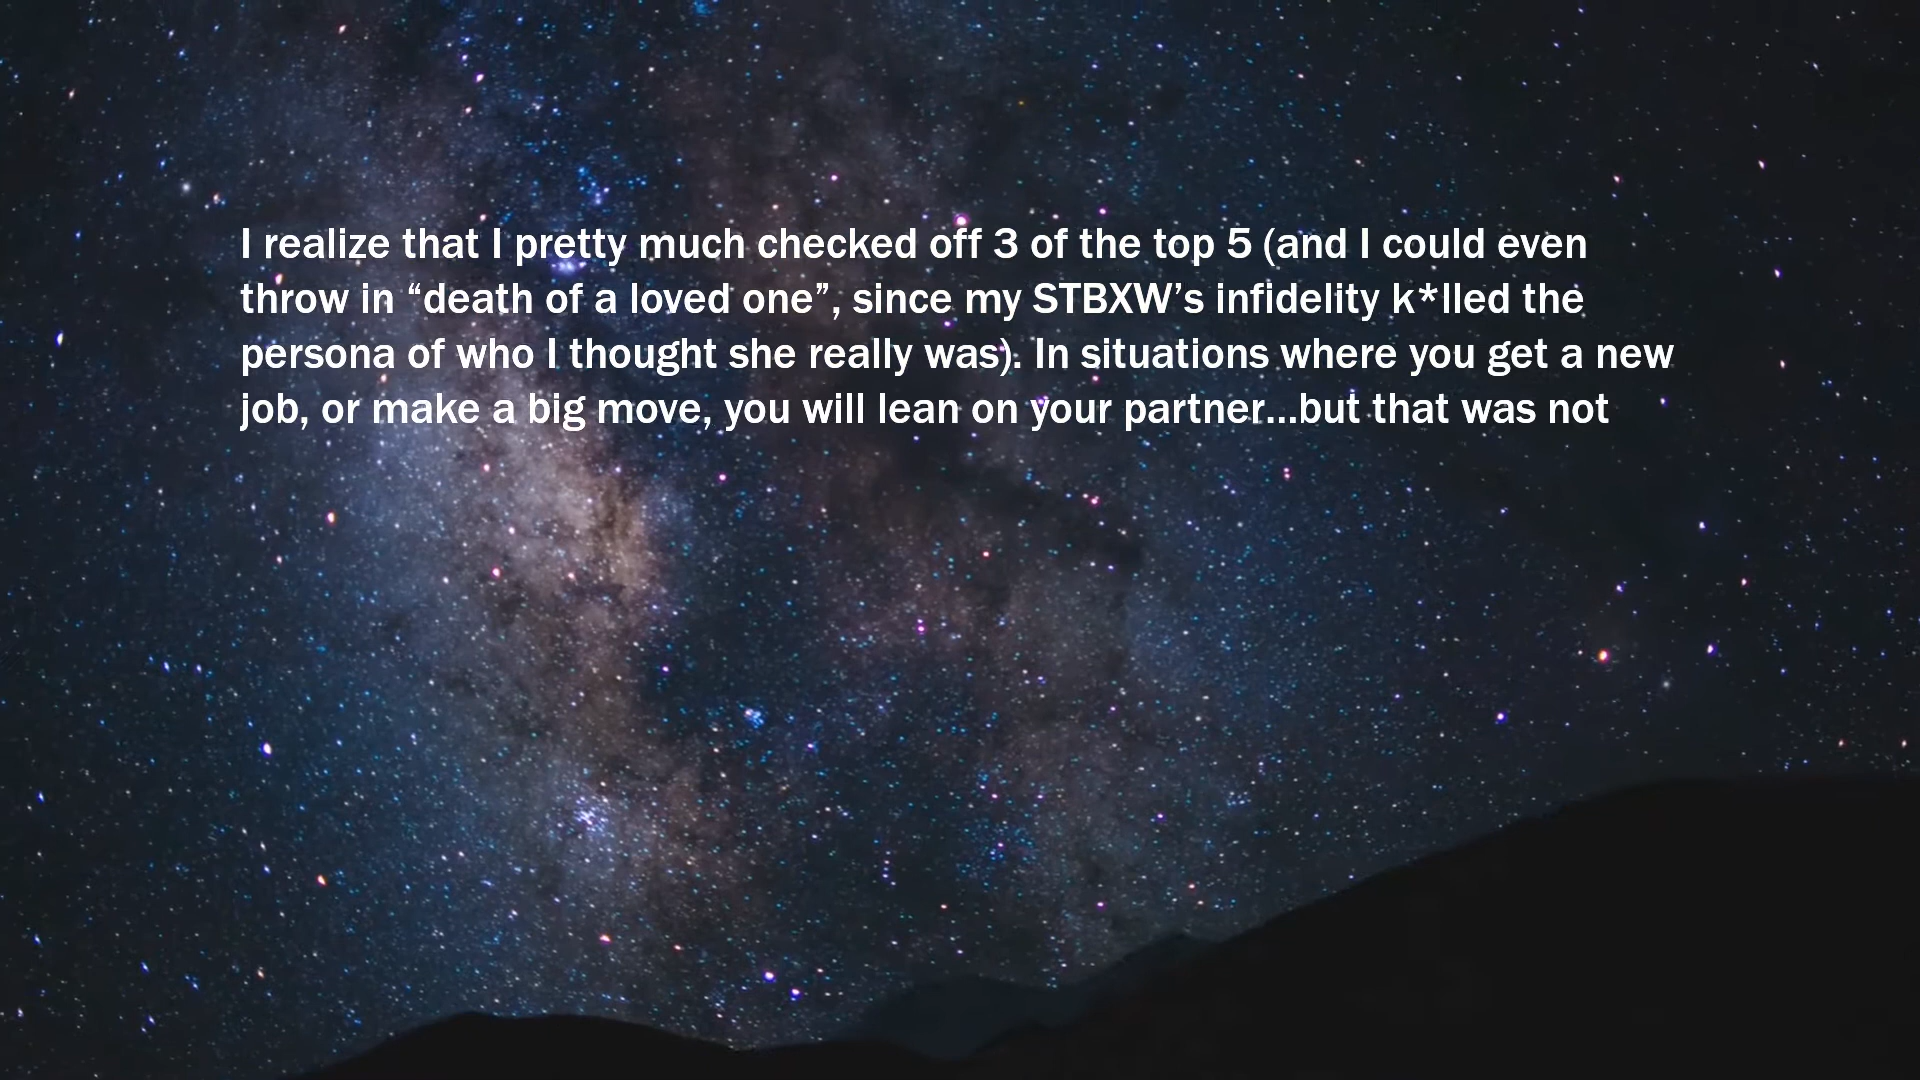 I realize that I pretty much checked off 3 of the top 5 (and I could even
throw in “death of a loved one”, since my STBXW’s infidelity k*lled the
persona of who I thought she really was). In situations where you get a new
job, or make a big move, you will lean on your partner...but that was not